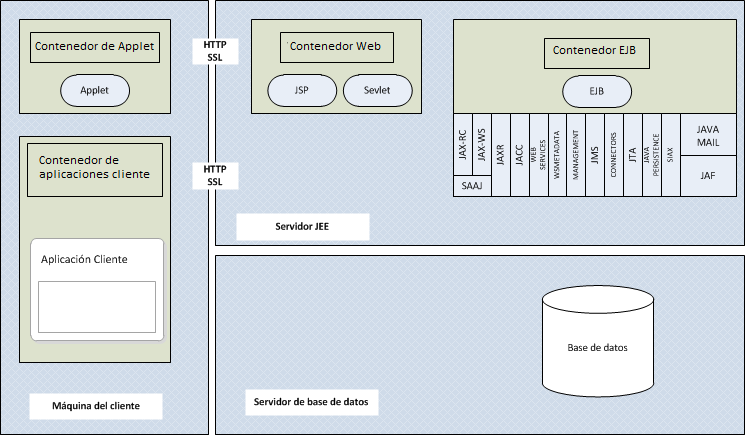 Contenedor de Applet
Applet
Contenedor de
aplicaciones cliente
Aplicación Cliente
Máquina del cliente
HTTP
SSL
HTTP
SSL
Contenedor Web
JSP
Sevlet
Contenedor EJB
EJB
JAX-RC
JAX-WS
SAAJ
JAXR
JACC
WEB
SERVICES
WSMETADATA
MANAGEMENT
JMS
CONNECTORS
JTA
JAVA
PERSISTENCE
StAX
JAVA
MAIL
JAF
Servidor JEE
Base de datos
Servidor de base de datos